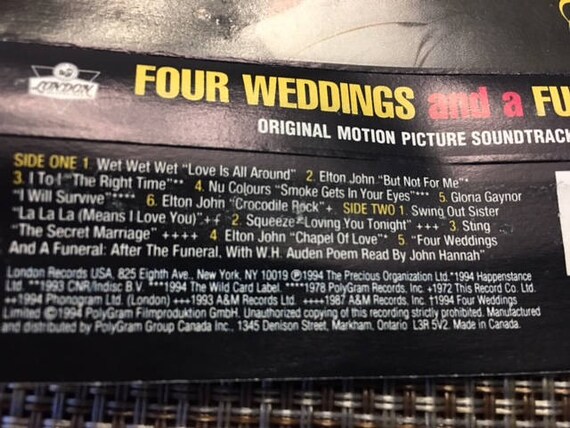 LONDON
FOUR WEDDINGS and a FU
ORIGINAL MOTION PICTURE SOUNDTRACK
SIDE ONE 1. Wet Wet Wet "Love Is All Around" 2. Elton John "But Not For Me"*
3. I To I "The Right Time"** 4. Nu Colours "Smoke Gets In Your Eyes"*** 5. Gloria Gaynor
"I Will Survive"**** 6. Elton John "Crocodile Rock"+. SIDE TWO 1. Swing Out Sister
"La La La (Means I Love You)"++ 2. Squeeze "Loving You Tonight" +++ 3. Sting
"The Secret Marriage" ++++ 4. Elton John "Chapel Of Love"* 5. "Four Weddings
And A Funeral: After The Funeral, With W.H. Auden Poem Read By John Hannah"
London Records USA, 825 Eighth Ave., New York, NY 10019 ℗1994 The Precious Organization Ltd. *1994 Happenstance
Ltd. **1993 CNR/Indisc B.V. ***1994 The Wild Card Label. ****1978 PolyGram Records, Inc. +1972 This Record Co. Ltd.
++1994 Phonogram Ltd. (London) +++1993 A&M Records Ltd. ++++1987 A&M Records, Inc. †1994 Four Weddings
Limited ©1994 PolyGram Filmproduktion GmbH. Unauthorized copying of this recording strictly prohibited. Manufactured
and distributed by PolyGram Group Canada Inc., 1345 Denison Street, Markham, Ontario L3R 5V2. Made in Canada.